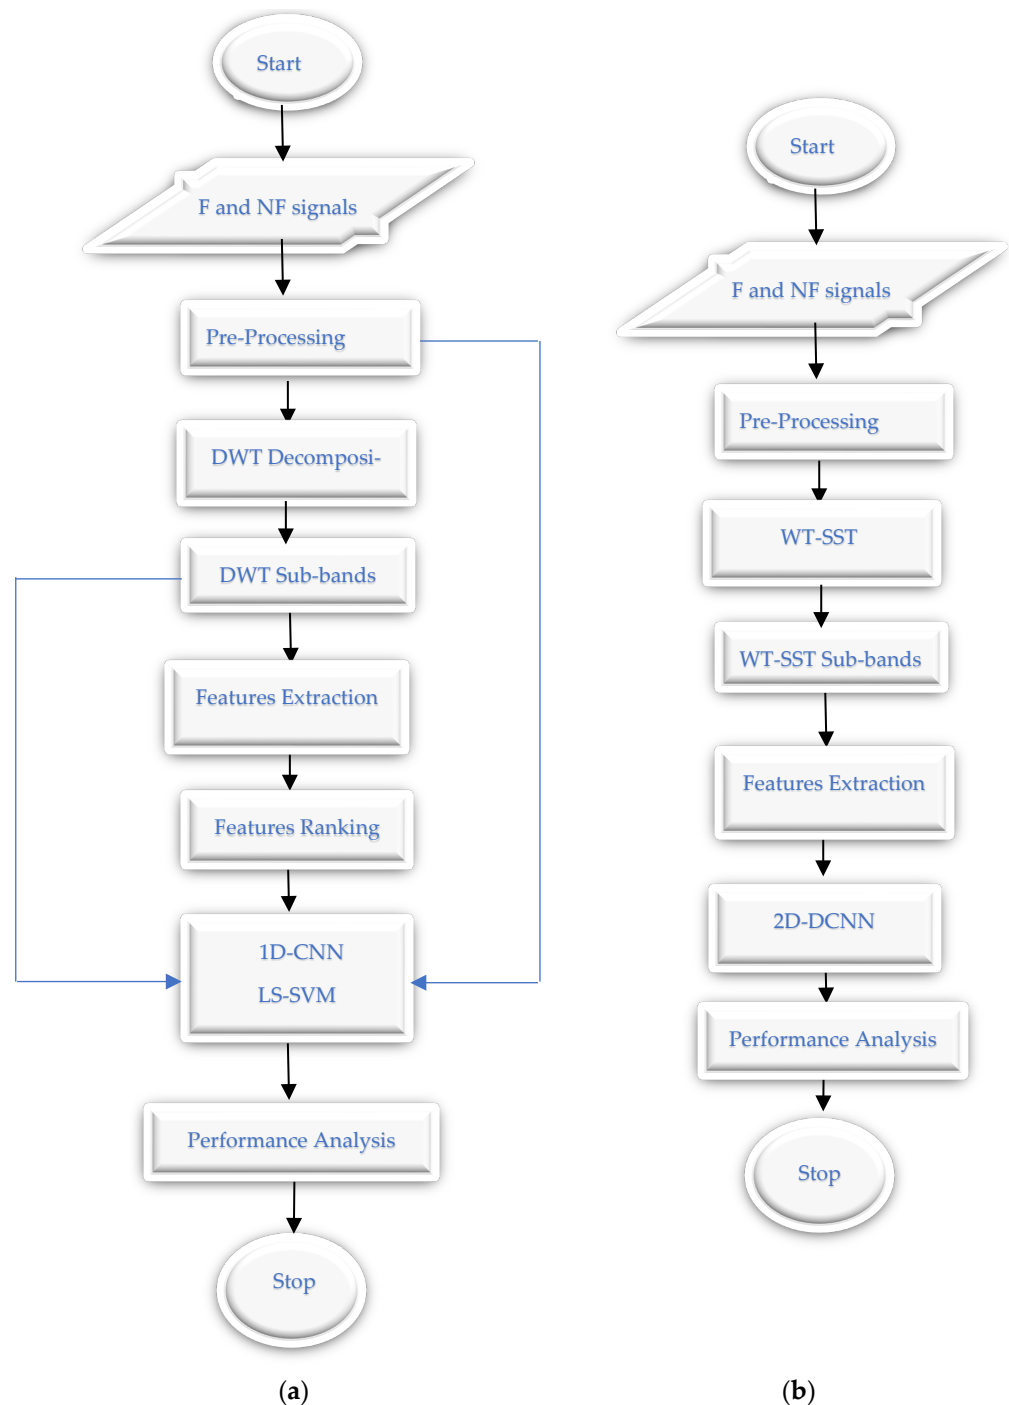 Start
F and NF signals
Pre-Processing
DWT Decomposi-
DWT Sub-bands
Features Extraction
Features Ranking
1D-CNN
LS-SVM
Performance Analysis
Stop
(a)
Start
F and NF signals
Pre-Processing
WT-SST
WT-SST Sub-bands
Features Extraction
2D-DCNN
Performance Analysis
Stop
(b)